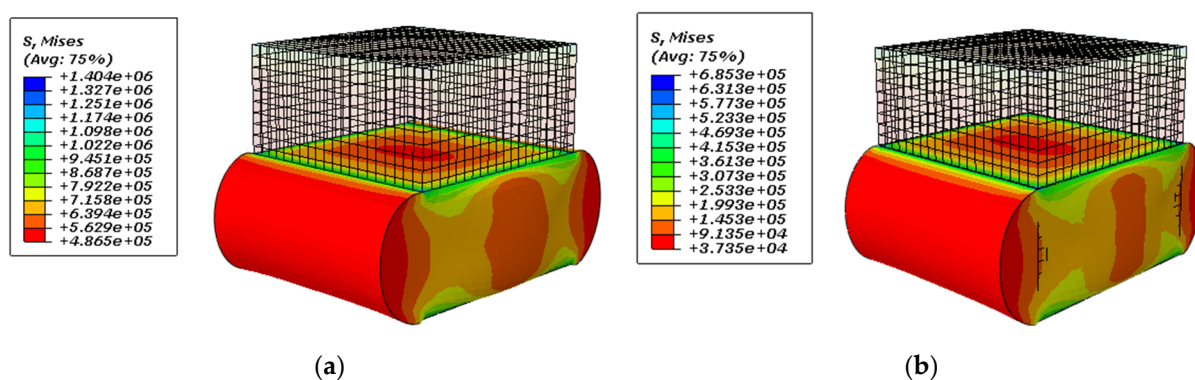 S, Mises
(Avg: 75%)
+1.404e+06
+1.327e+06
+1.251e+06
+1.174e+06
+1.098e+06
+1.022e+06
+9.451e+05
+8.687e+05
+7.922e+05
+7.158e+05
+6.394e+05
+5.629e+05
+4.865e+05
S, Mises
(Avg: 75%)
+6.853e+05
+6.313e+05
+5.773e+05
+5.233e+05
+4.693e+05
+4.153e+05
+3.613e+05
+3.073e+05
+2.533e+05
+1.993e+05
+1.453e+05
+9.135e+04
+3.735e+04
(a)
(b)